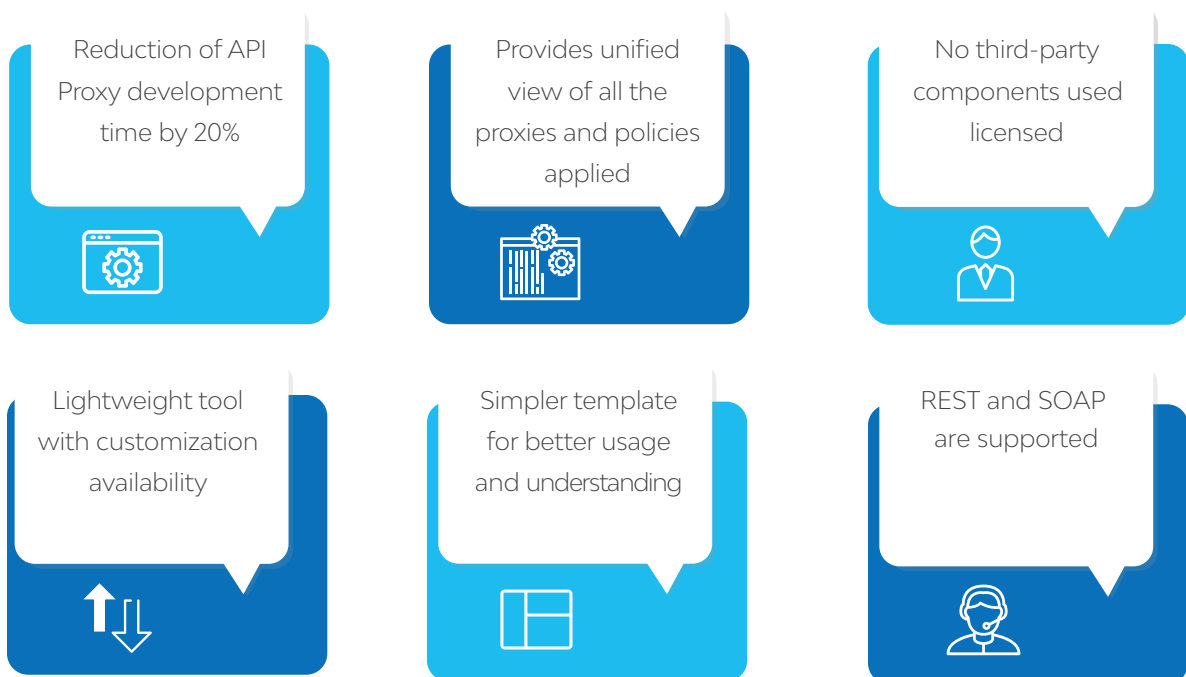 Reduction of API
Proxy development
time by 20%
Provides unified
view of all the
proxies and policies
applied
No third-party
components used
licensed
Lightweight tool
with customization
availability
Simpler template
for better usage
and understanding
REST and SOAP
are supported